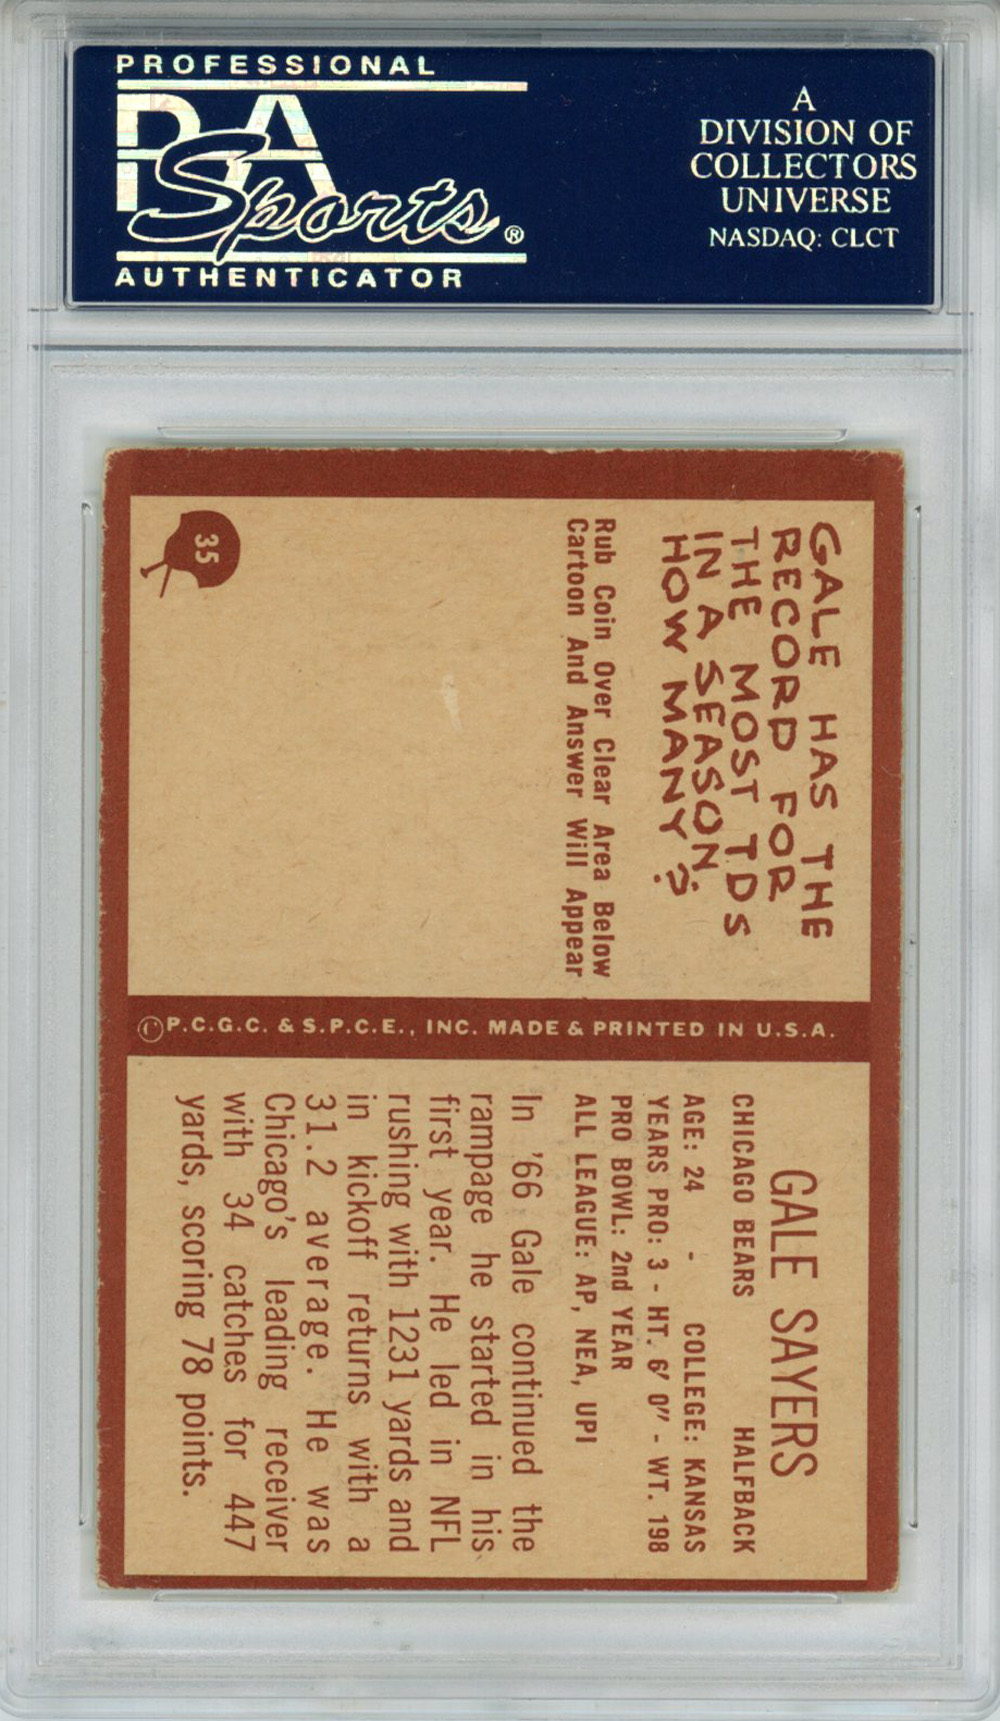 PROFESSIONAL
PSA
Sports®
AUTHENTICATOR
A
DIVISION OF
COLLECTORS
UNIVERSE
NASDAQ: CLCT
GALE HAS THE
RECORD FOR
THE MOST TDS
IN A SEASON.
HOW MANY?
Rub Coin Over Clear Area Below
Cartoon And Answer Will Appear
35
© P.C.G.C. & S.P.C.E., INC. MADE & PRINTED IN U.S.A.
GALE SAYERS
CHICAGO BEARS HALFBACK
AGE: 24 - COLLEGE: KANSAS
YEARS PRO: 3 - HT. 6' 0" - WT. 198
PRO BOWL: 2nd YEAR
ALL LEAGUE: AP, NEA, UPI
In '66 Gale continued the
rampage he started in his
first year. He led in NFL
rushing with 1231 yards and
in kickoff returns with a
31.2 average. He was
Chicago's leading receiver
with 34 catches for 447
yards, scoring 78 points.